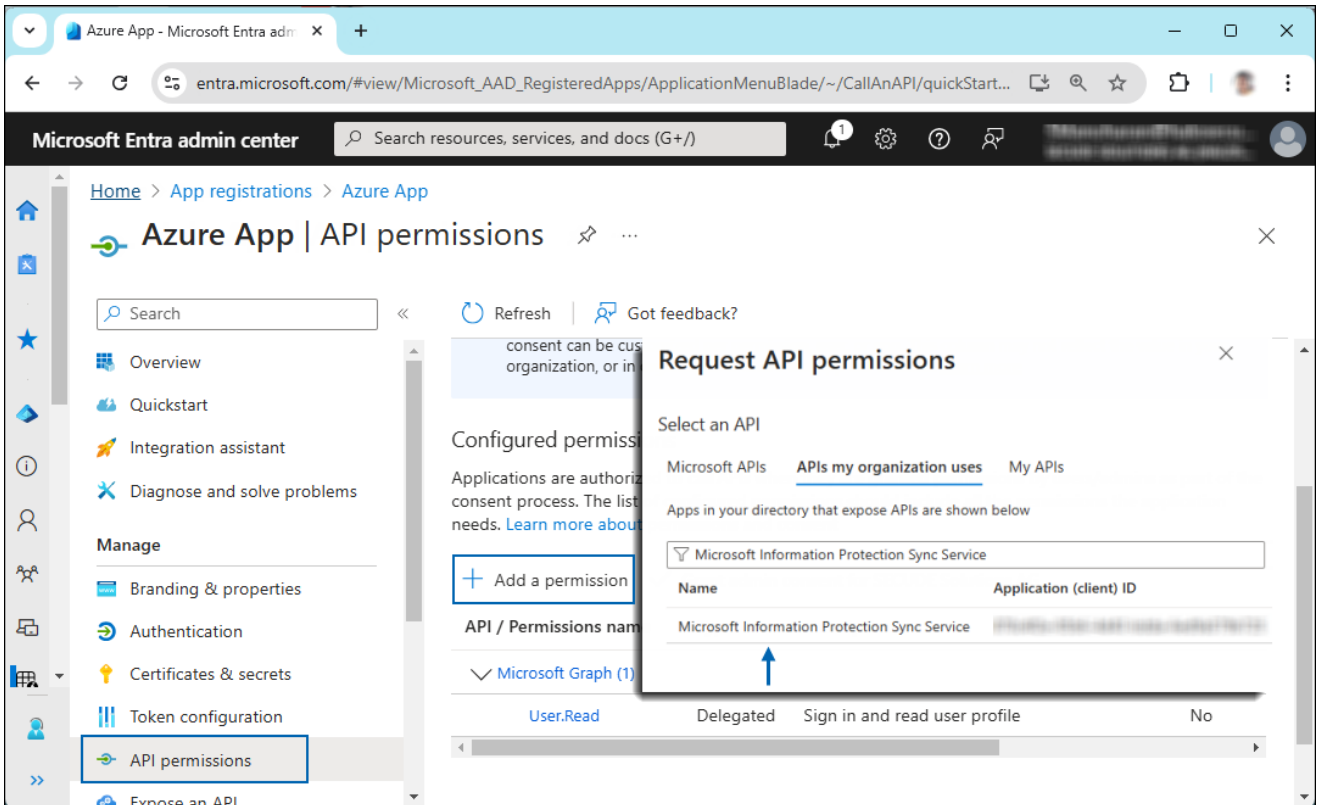 Azure App - Microsoft Entra adm
entra.microsoft.com/#view/Microsoft_AAD_RegisteredApps/ApplicationMenuBlade/~/CallAnAPI/quickStart...
Microsoft Entra admin center
Search resources, services, and docs (G+/)
1
Home > App registrations > Azure App
Azure App | API permissions
Search
Refresh
Got feedback?
Overview
Quickstart
Integration assistant
Diagnose and solve problems
Manage
Branding & properties
Authentication
Certificates & secrets
Token configuration
API permissions
Expose an API
consent can be cus
organization, or in
Configured permissi
Applications are authoriz
consent process. The list
needs. Learn more about
Add a permission
API / Permissions nam
Microsoft Graph (1)
User.Read Delegated Sign in and read user profile No
Request API permissions
Select an API
Microsoft APIs APIs my organization uses My APIs
Apps in your directory that expose APIs are shown below
Microsoft Information Protection Sync Service
Name Application (client) ID
Microsoft Information Protection Sync Service